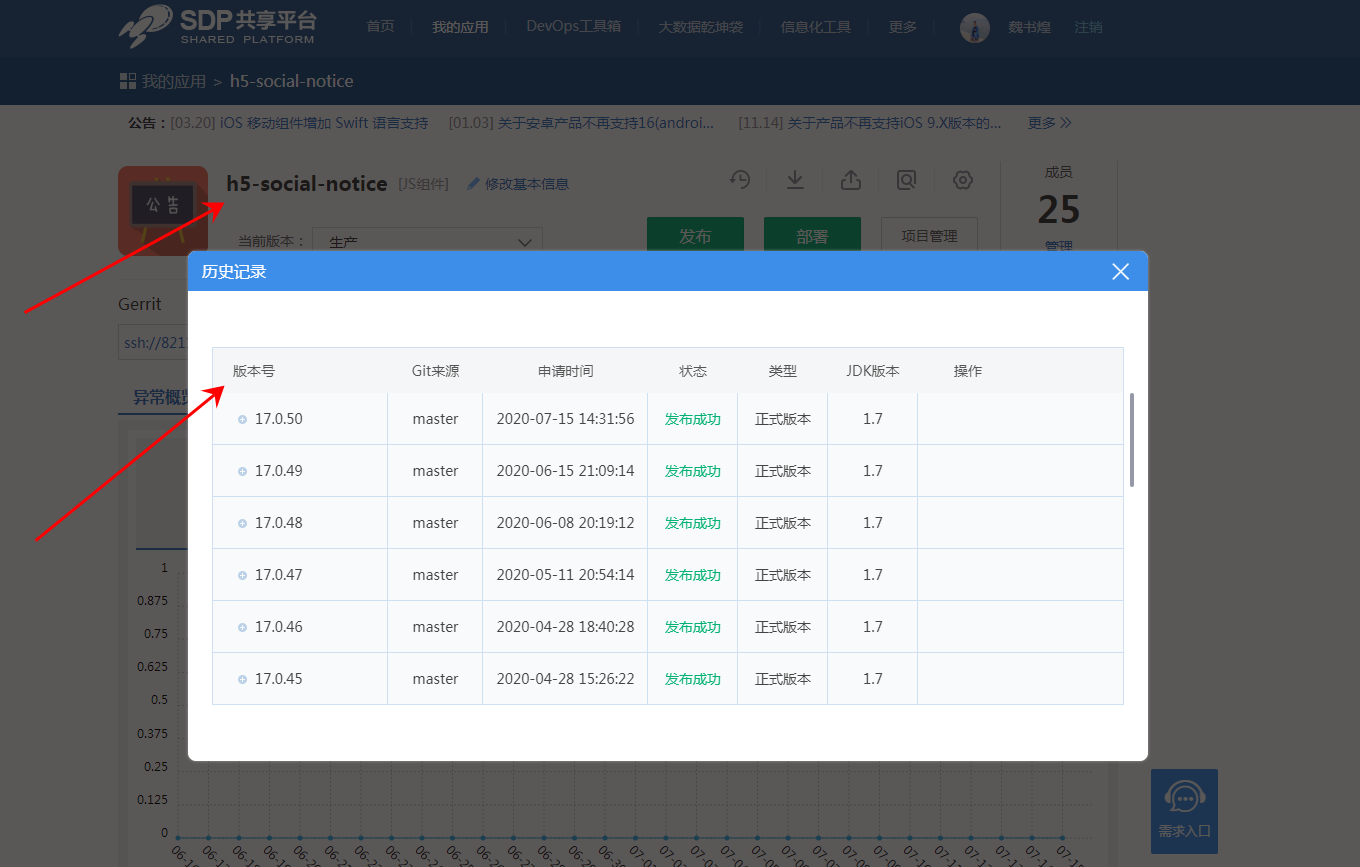 SDP共享平台
SHARED PLATFORM
首页 我的应用 DevOps工具箱 大数据乾坤袋 信息化工具 更多 魏书煌 注销
我的应用 > h5-social-notice
公告：[03.20] iOS 移动组件增加 Swift 语言支持 [01.03] 关于安卓产品不再支持16(androi... [11.14] 关于产品不再支持iOS 9.X版本的... 更多
公告
h5-social-notice [JS组件] 修改基本信息
成员
25
管理
当前版本： 生产
发布 部署 项目管理
历史记录
Gerrit
ssh://821
异常概
版本号 Git来源 申请时间 状态 类型 JDK版本 操作
17.0.50 master 2020-07-15 14:31:56 发布成功 正式版本 1.7
17.0.49 master 2020-06-15 21:09:14 发布成功 正式版本 1.7
17.0.48 master 2020-06-08 20:19:12 发布成功 正式版本 1.7
17.0.47 master 2020-05-11 20:54:14 发布成功 正式版本 1.7
17.0.46 master 2020-04-28 18:40:28 发布成功 正式版本 1.7
17.0.45 master 2020-04-28 15:26:22 发布成功 正式版本 1.7
1
0.875
0.75
0.625
0.5
0.375
0.25
0.125
0
需求入口